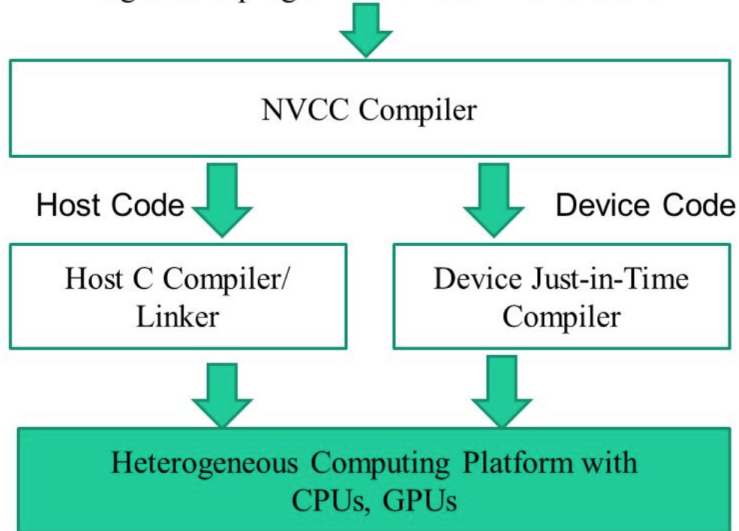 NVCC Compiler
Host Code
Device Code
Host C Compiler/
Linker
Device Just-in-Time
Compiler
Heterogeneous Computing Platform with
CPUs, GPUs